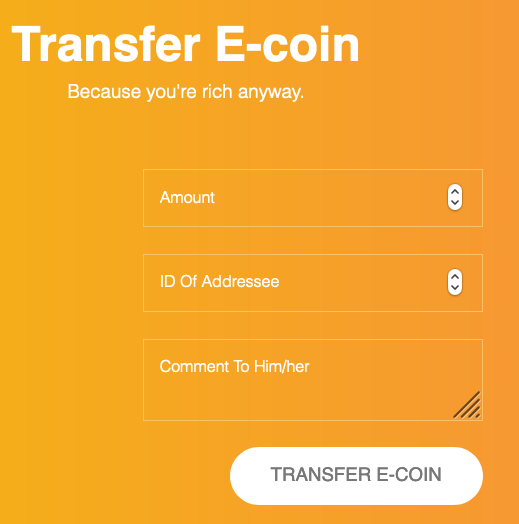 Transfer E-coin
Because you're rich anyway.
Amount
ID Of Addressee
Comment To Him/her
TRANSFER E-COIN